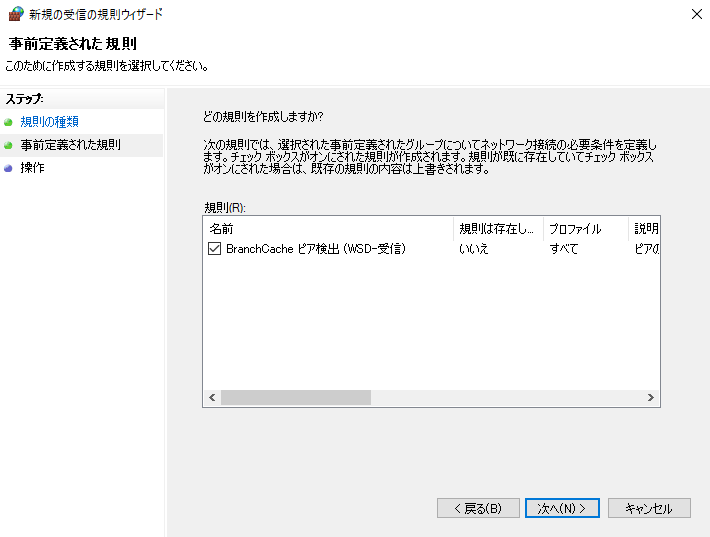 新規の受信の規則ウィザード
事前定義された規則
このために作成する規則を選択してください。
ステップ:
規則の種類
事前定義された規則
操作
どの規則を作成しますか?
次の規則では、選択された事前定義されたグループについてネットワーク接続の必要条件を定義し
ます。チェック ボックスがオンにされた規則が作成されます。規則が既に存在していてチェック ボックス
がオンにされた場合は、既存の規則の内容は上書きされます。
規則(R):
名前 規則は存在し... プロファイル 説明
BranchCache ピア検出 (WSD-受信) いいえ すべて ピアの
< 戻る(B) 次へ(N) > キャンセル